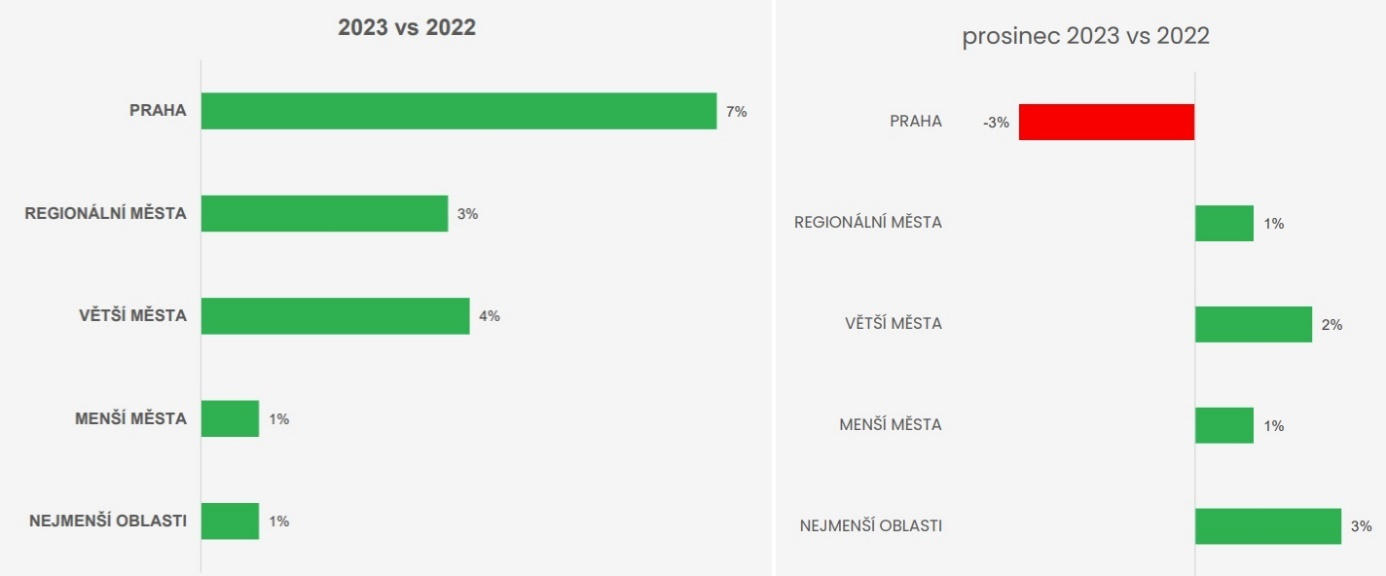 2023 vs 2022
PRAHA
7%
REGIONÁLNÍ MĚSTA
3%
VĚTŠÍ MĚSTA
4%
MENŠÍ MĚSTA
1%
NEJMENŠÍ OBLASTI
1%
prosinec 2023 vs 2022
PRAHA
-3%
REGIONÁLNÍ MĚSTA
1%
VĚTŠÍ MĚSTA
2%
MENŠÍ MĚSTA
1%
NEJMENŠÍ OBLASTI
3%